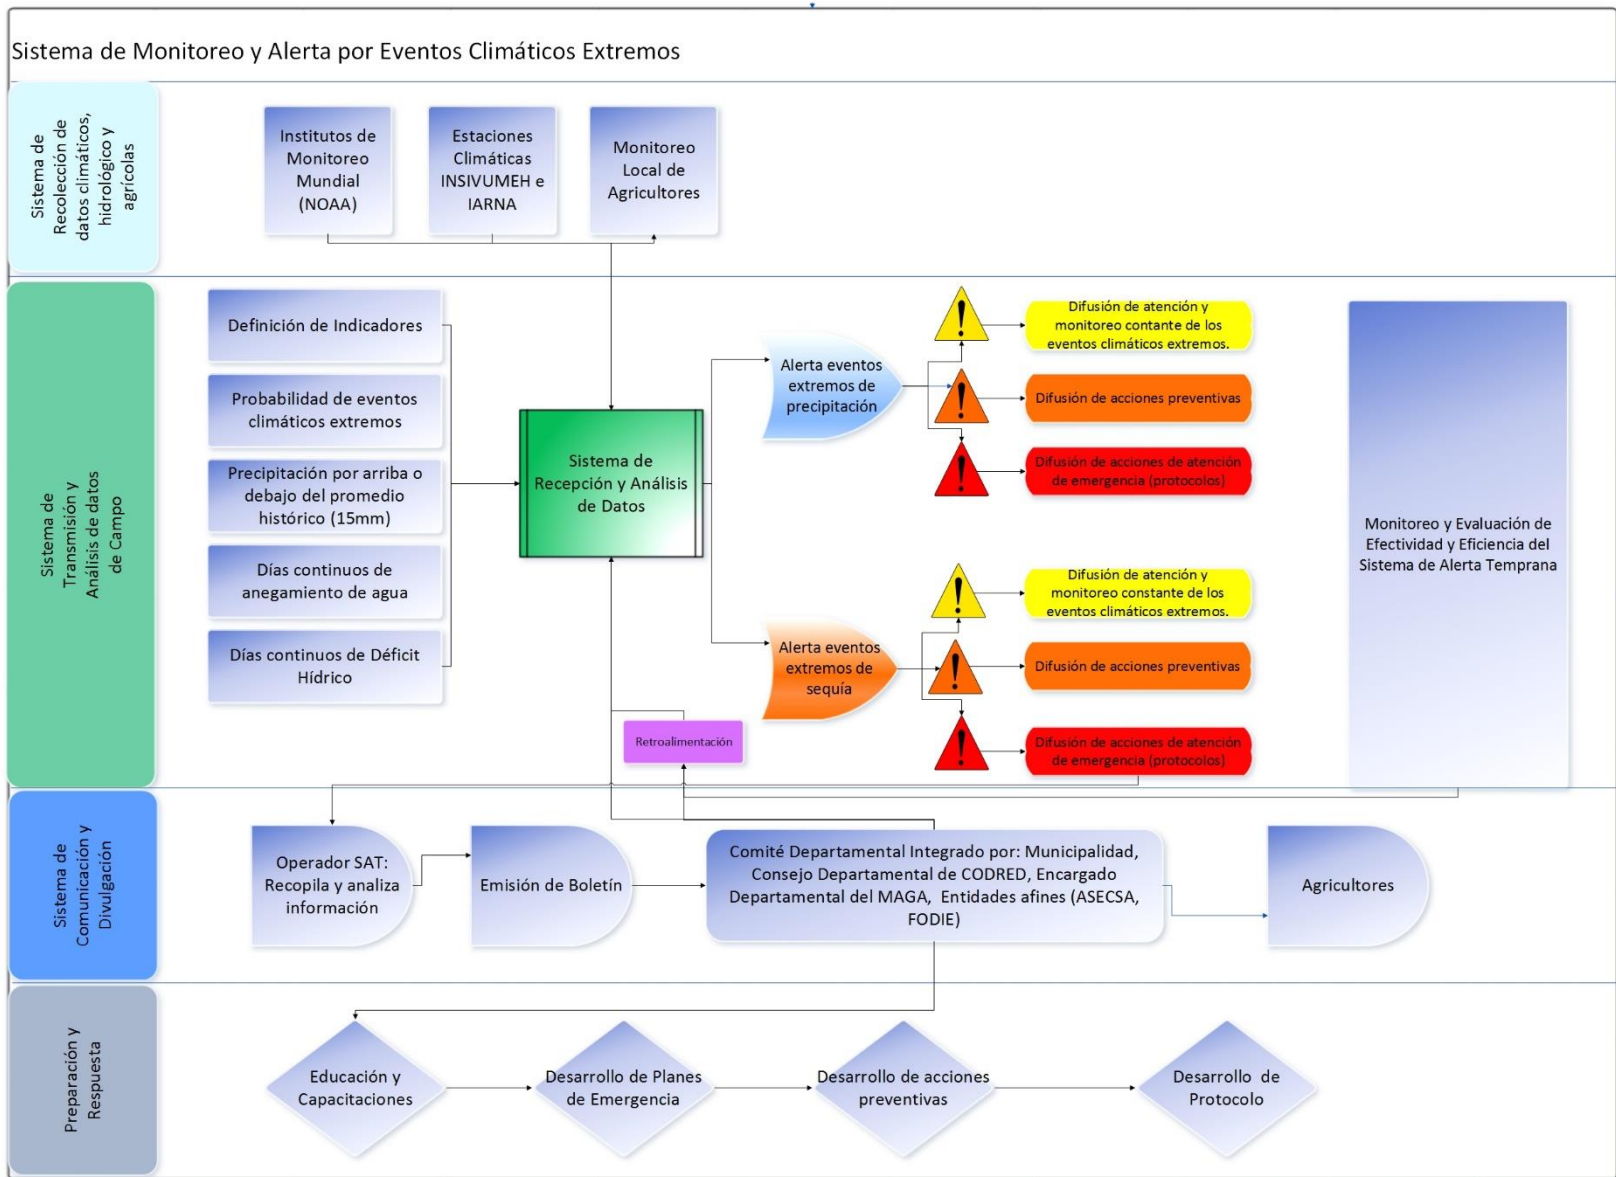 Sistema de Monitoreo y Alerta por Eventos Climáticos Extremos
Sistema de
Recolección de
datos climáticos,
hidrológico y
agrícolas
Institutos de
Monitoreo
Mundial
(NOAA)
Estaciones
Climáticas
INSIVUMEH e
IARNA
Monitoreo
Local de
Agricultores
Sistema de
Transmisión y
Análisis de datos
de Campo
Definición de Indicadores
Probabilidad de eventos
climáticos extremos
Precipitación por arriba o
debajo del promedio
histórico (15mm)
Días continuos de
anegamiento de agua
Días continuos de Déficit
Hídrico
Sistema de
Recepción y Análisis
de Datos
Alerta eventos
extremos de
precipitación
!
Difusión de atención y
monitoreo contante de los
eventos climáticos extremos.
!
Difusión de acciones preventivas
!
Difusión de acciones de atención
de emergencia (protocolos)
Alerta eventos
extremos de
sequía
!
Difusión de atención y
monitoreo constante de los
eventos climáticos extremos.
!
Difusión de acciones preventivas
!
Difusión de acciones de atención
de emergencia (protocolos)
Monitoreo y Evaluación de
Efectividad y Eficiencia del
Sistema de Alerta Temprana
Retroalimentación
Sistema de
Comunicación y
Divulgación
Operador SAT:
Recopila y analiza
información
Emisión de Boletín
Comité Departamental Integrado por: Municipalidad,
Consejo Departamental de CODRED, Encargado
Departamental del MAGA, Entidades afines (ASECSA,
FODIE)
Agricultores
Preparación y
Respuesta
Educación y
Capacitaciones
Desarrollo de Planes
de Emergencia
Desarrollo de acciones
preventivas
Desarrollo de
Protocolo